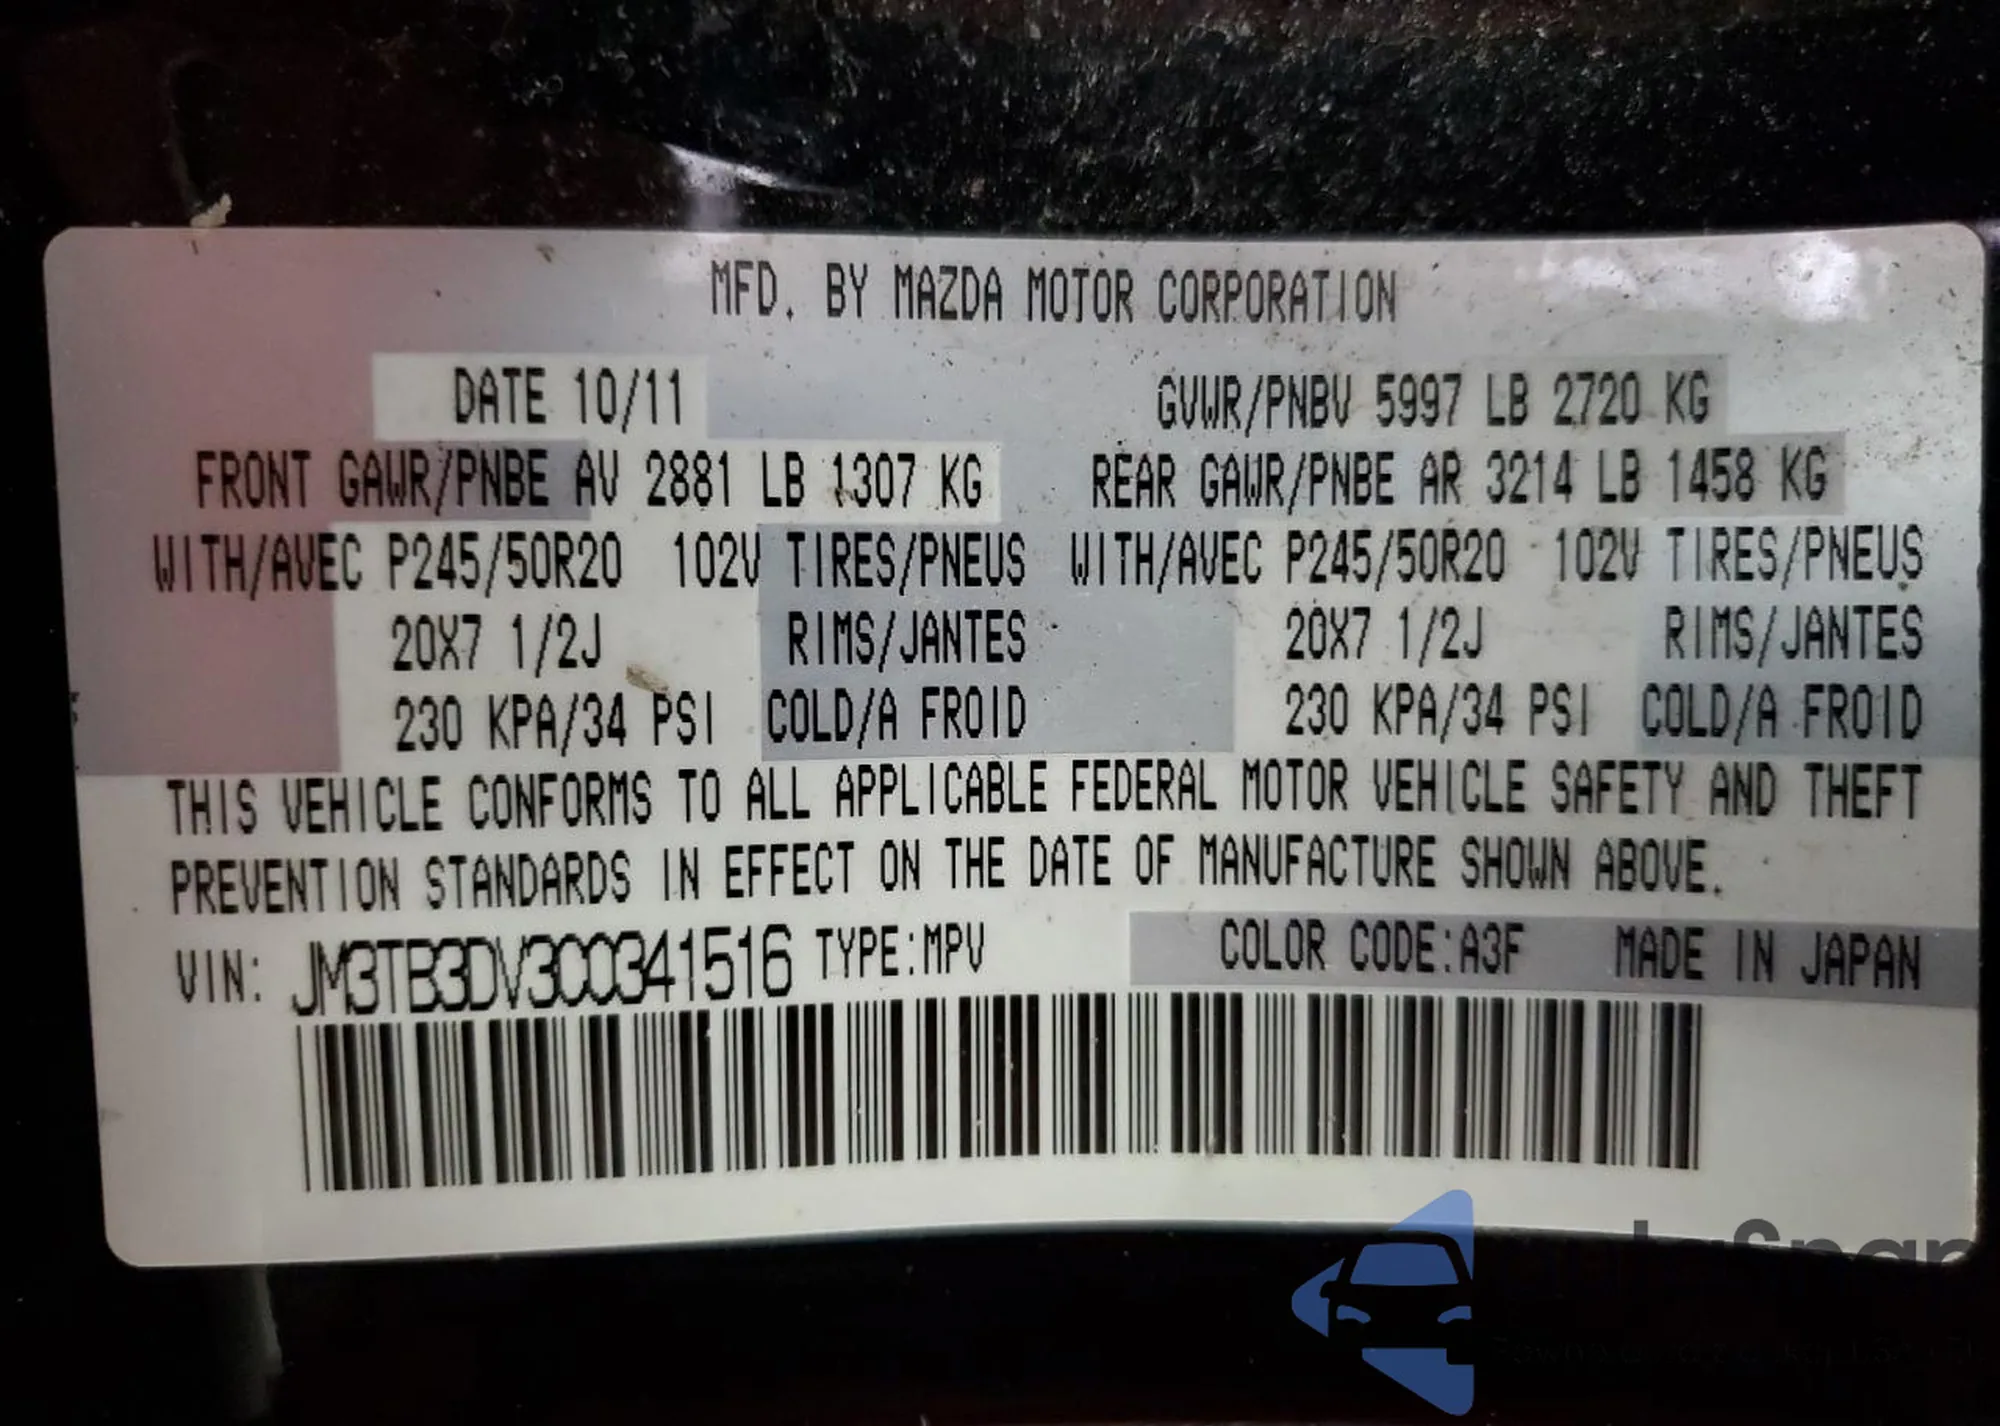 MFD. BY MAZDA MOTOR CORPORATION
DATE 10/11 GVWR/PNBV 5997 LB 2720 KG
FRONT GAWR/PNBE AV 2881 LB 1307 KG REAR GAWR/PNBE AR 3214 LB 1458 KG
WITH/AVEC P245/50R20 102V TIRES/PNEUS WITH/AVEC P245/50R20 102V TIRES/PNEUS
20X7 1/2J RIMS/JANTES 20X7 1/2J RIMS/JANTES
230 KPA/34 PSI COLD/A FROID 230 KPA/34 PSI COLD/A FROID
THIS VEHICLE CONFORMS TO ALL APPLICABLE FEDERAL MOTOR VEHICLE SAFETY AND THEFT
PREVENTION STANDARDS IN EFFECT ON THE DATE OF MANUFACTURE SHOWN ABOVE.
VIN: JM3TB3DV3C0341516 TYPE:MPV COLOR CODE:A3F MADE IN JAPAN